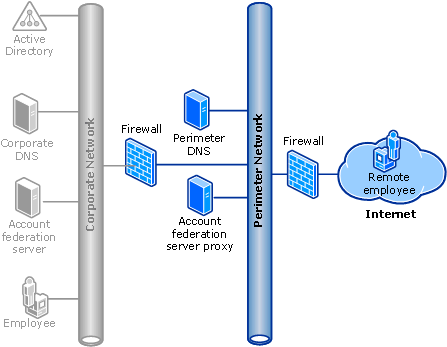 Active
Directory
Corporate
DNS
Account
federation
server
Employee
Corporate Network
Firewall
Perimeter
DNS
Account
federation
server proxy
Perimeter Network
Firewall
Remote
employee
Internet